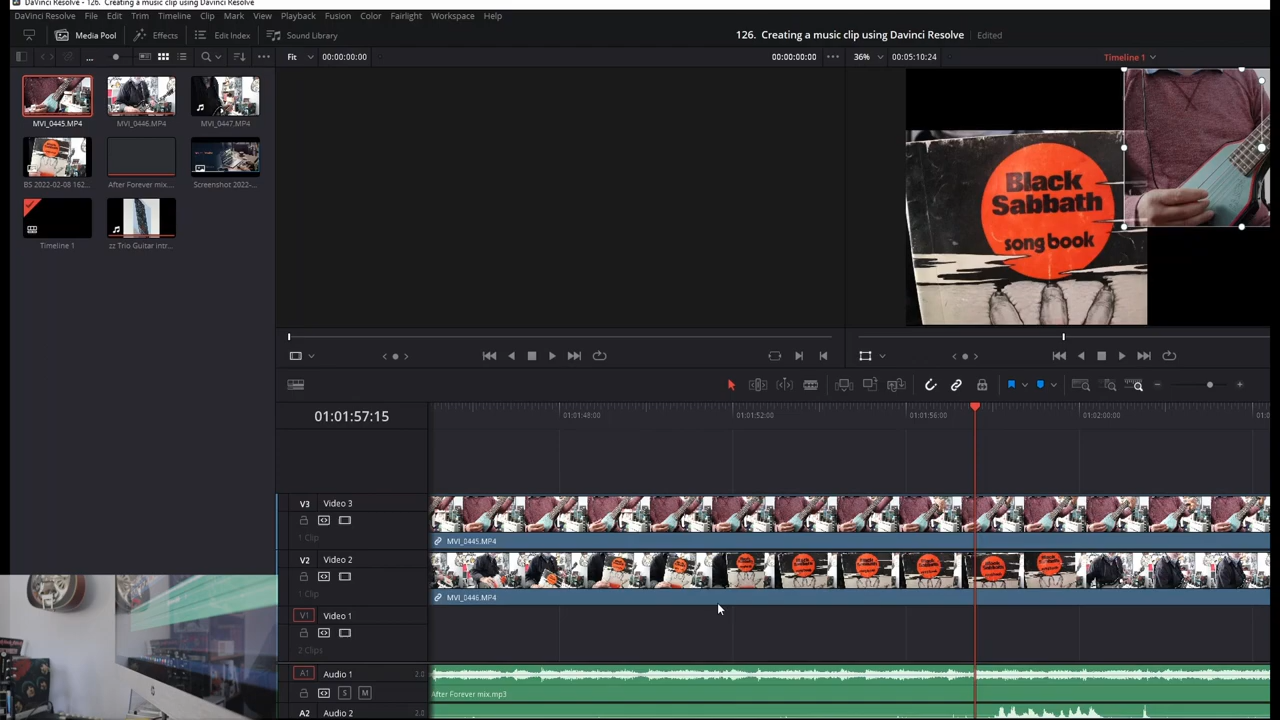 DaVinci Resolve - 126. Creating a music clip using Davinci Resolve
DaVinci Resolve File Edit Trim Timeline Clip Mark View Playback Fusion Color Fairlight Workspace Help
Media Pool Effects Edit Index Sound Library 126. Creating a music clip using Davinci Resolve Edited
... Fit 00:00:00:00 00:00:00:00 36% 00:05:10:24 Timeline 1
MVI_0445.MP4 MVI_0446.MP4 MVI_0447.MP4
BS 2022-02-08 162... After Forever mix.... Screenshot 2022-...
Timeline 1 zz Trio Guitar intr...
Black
Sabbath
song book
01:01:57:15
01:01:48:00 01:01:52:00 01:01:56:00 01:02:00:00
V3 Video 3
1 Clip
MVI_0445.MP4
V2 Video 2
1 Clip
MVI_0446.MP4
V1 Video 1
2 Clips
A1 Audio 1 2.0
S M
After Forever mix.mp3
A2 Audio 2 2.0